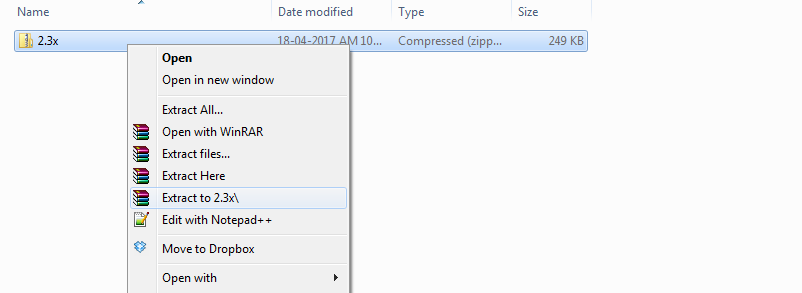 Name Date modified Type Size
2.3x 18-04-2017 AM 10... Compressed (zipp... 249 KB
Open
Open in new window
Extract All...
Open with WinRAR
Extract files...
Extract Here
Extract to 2.3x\
Edit with Notepad++
Move to Dropbox
Open with